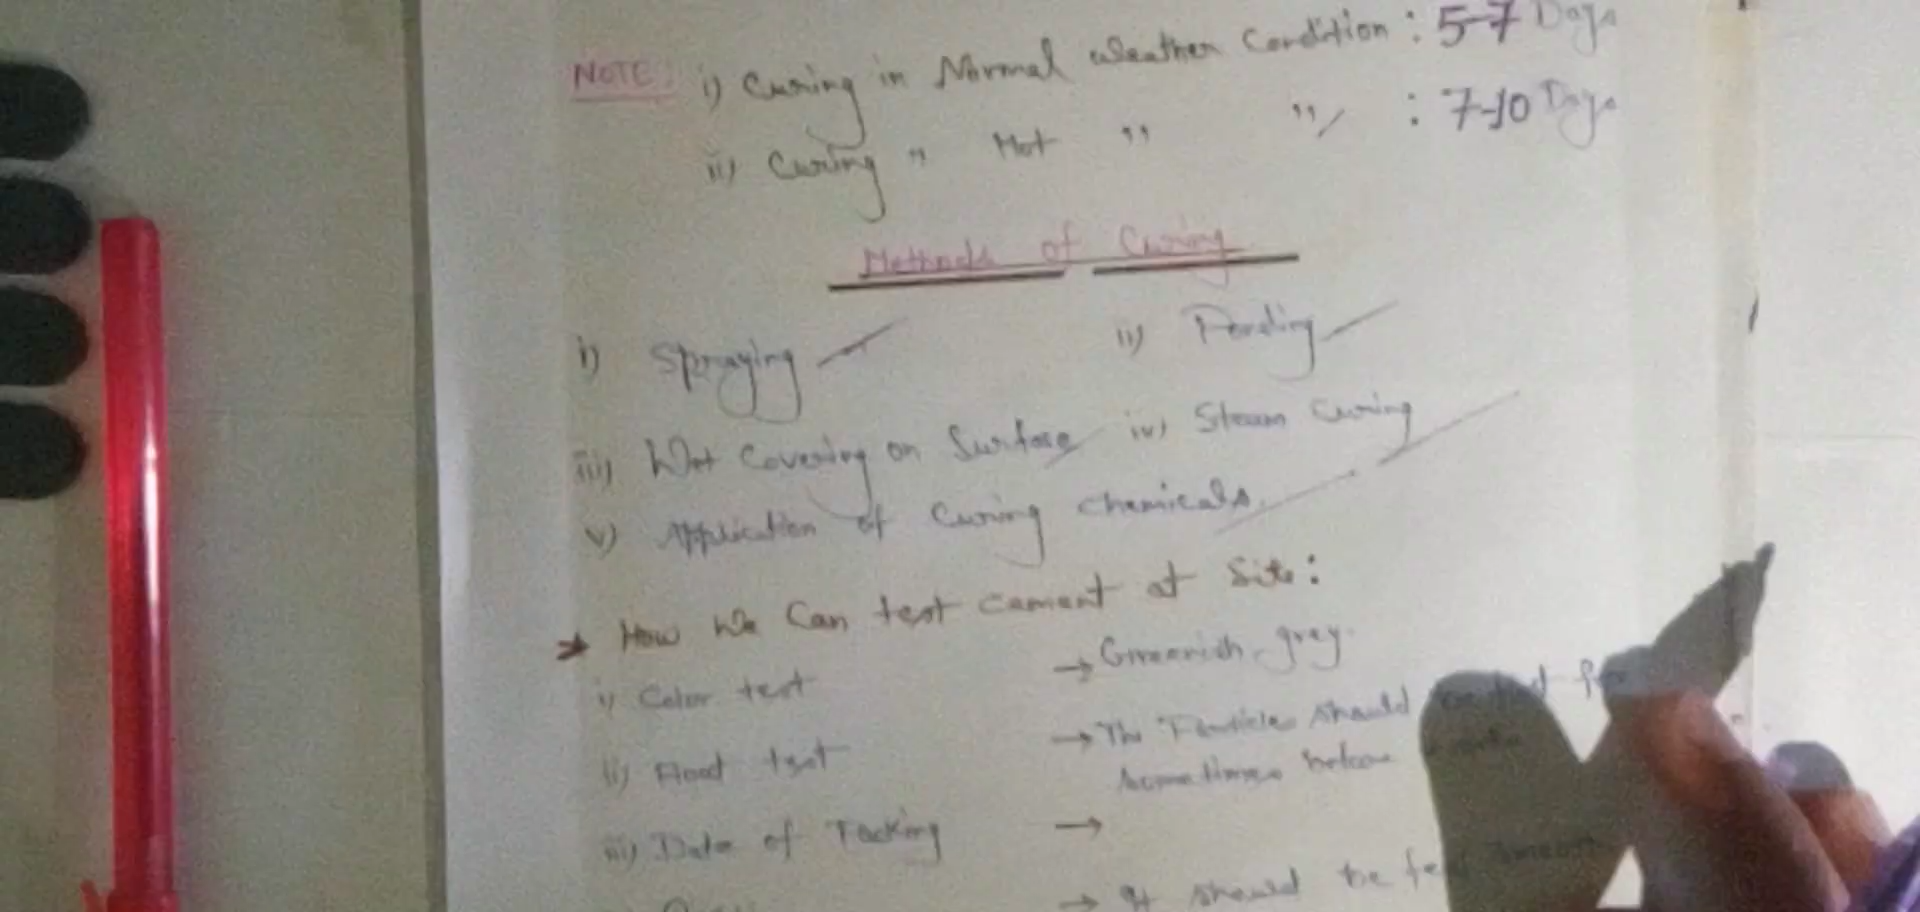 NOTE: i) Curing in Normal Weather Condition : 5-7 Days
ii) Curing " Hot " " : 7-10 Days
Methods of Curing
i) Spraying ii) Ponding
iii) Wet Covering on Surface iv) Steam Curing
v) Application of Curing Chemicals.
How We Can test cement at Site:
i) Color test → Greenish grey.
ii) Float test → The Particles should for
sometimes before
iii) Date of Packing →
→ It should be